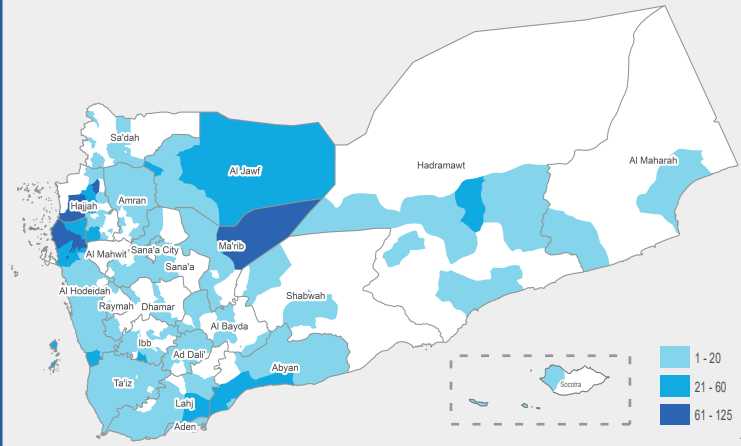 Sa'dah
Al Jawf
Hadramawt
Al Maharah
Hajjah
Amran
Ma'rib
Al Mahwit
Sana'a City
Sana'a
Al Hodeidah
Raymah
Dhamar
Shabwah
Al Bayda
Ibb
Ad Dali'
Abyan
Ta'iz
Lahj
Aden
Socotra
1 - 20
21 - 60
61 - 125